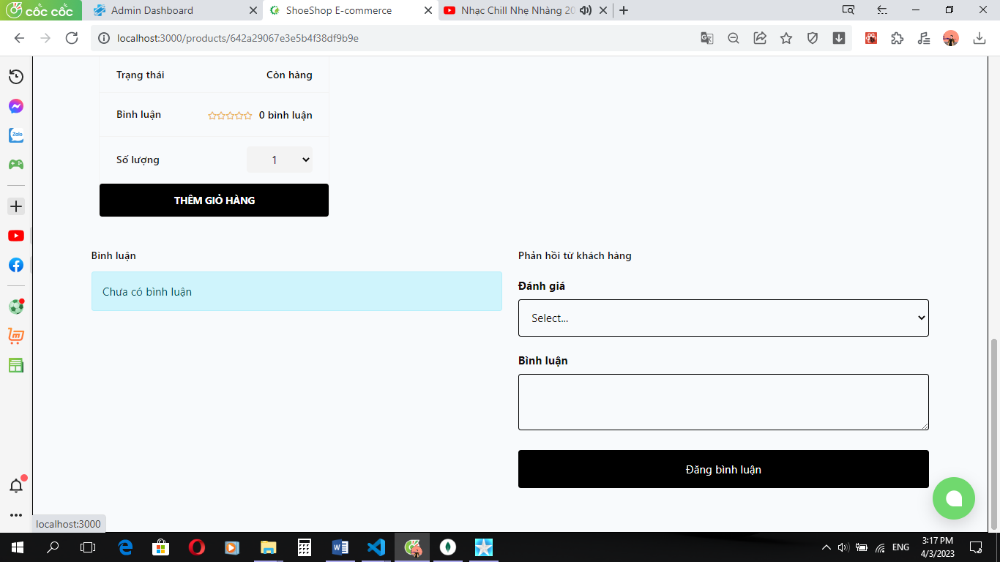 cốc cốc
Admin Dashboard
ShoeShop E-commerce
Nhạc Chill Nhẹ Nhàng 20
localhost:3000/products/642a29067e3e5b4f38df9b9e
Trạng thái Còn hàng
Bình luận 0 bình luận
Số lượng 1
THÊM GIỎ HÀNG
Bình luận
Chưa có bình luận
Phản hồi từ khách hàng
Đánh giá
Select...
Bình luận
Đăng bình luận
Zalo
localhost:3000
ENG
3:17 PM
4/3/2023